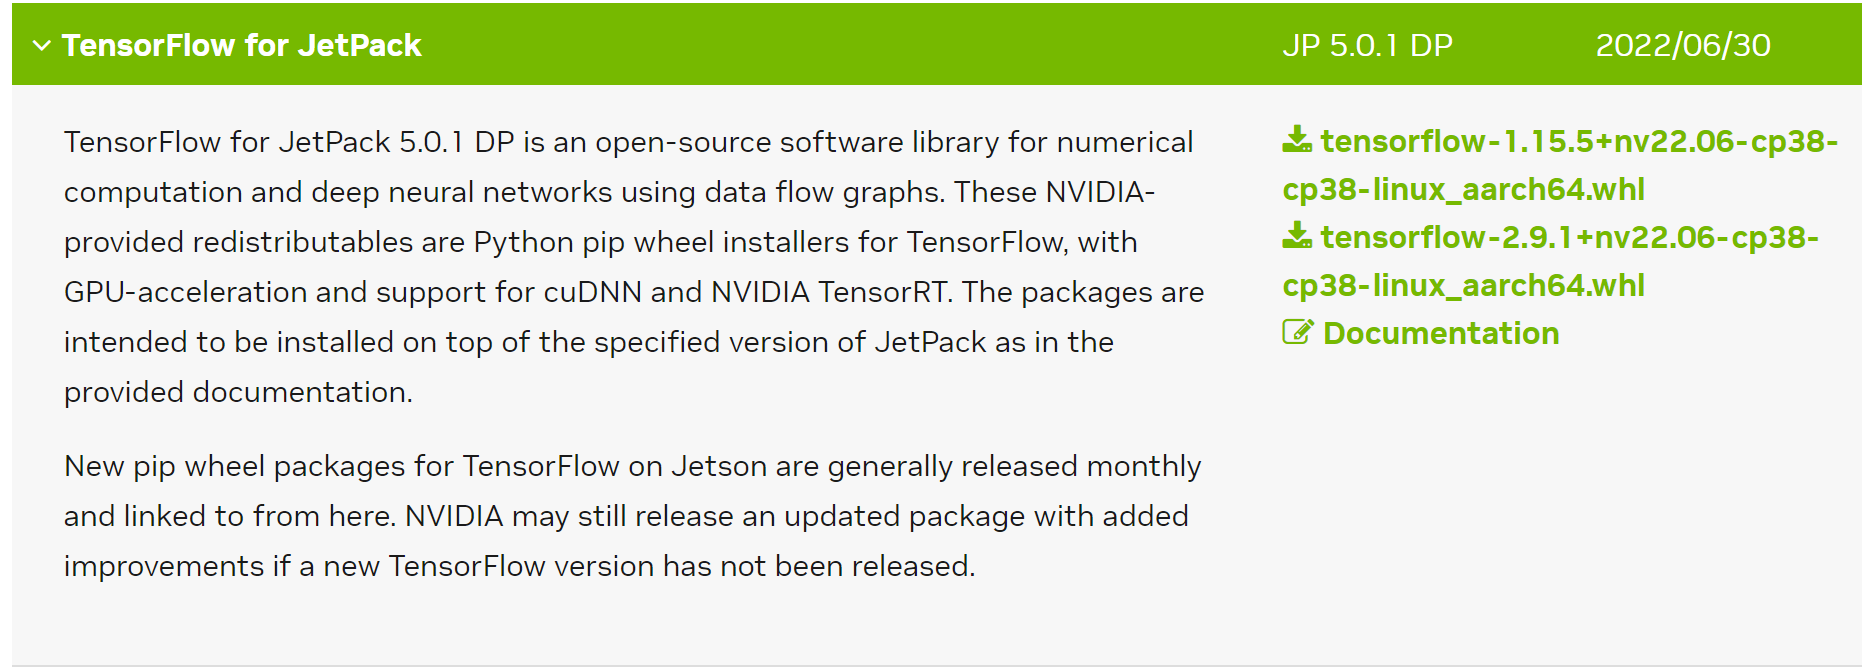 TensorFlow for JetPack JP 5.0.1 DP 2022/06/30
TensorFlow for JetPack 5.0.1 DP is an open-source software library for numerical
computation and deep neural networks using data flow graphs. These NVIDIA-
provided redistributables are Python pip wheel installers for TensorFlow, with
GPU-acceleration and support for cuDNN and NVIDIA TensorRT. The packages are
intended to be installed on top of the specified version of JetPack as in the
provided documentation.
New pip wheel packages for TensorFlow on Jetson are generally released monthly
and linked to from here. NVIDIA may still release an updated package with added
improvements if a new TensorFlow version has not been released.
tensorflow-1.15.5+nv22.06-cp38-
cp38-linux_aarch64.whl
tensorflow-2.9.1+nv22.06-cp38-
cp38-linux_aarch64.whl
Documentation